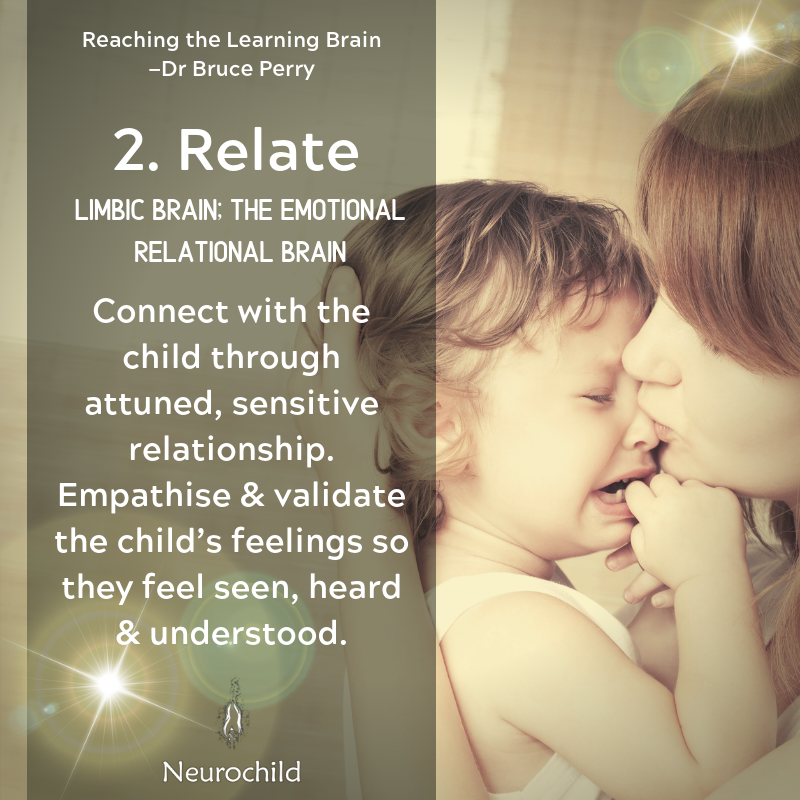 Reaching the Learning Brain
–Dr Bruce Perry
2. Relate
LIMBIC BRAIN; THE EMOTIONAL
RELATIONAL BRAIN
Connect with the
child through
attuned, sensitive
relationship.
Empathise & validate
the child’s feelings so
they feel seen, heard
& understood.
Neurochild